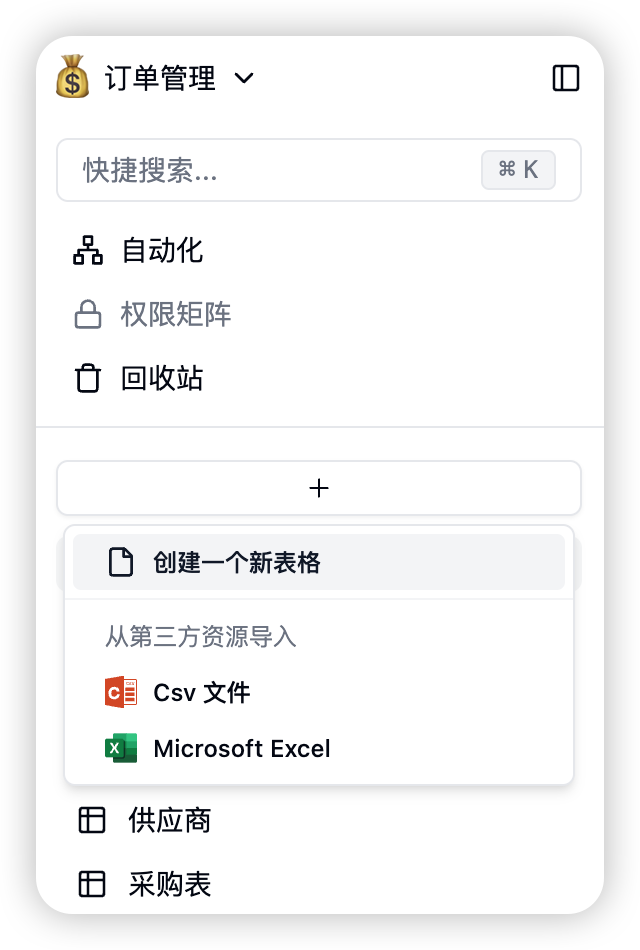 订单管理
快捷搜索...
⌘ K
自动化
权限矩阵
回收站
+
创建一个新表格
从第三方资源导入
Csv 文件
Microsoft Excel
供应商
采购表